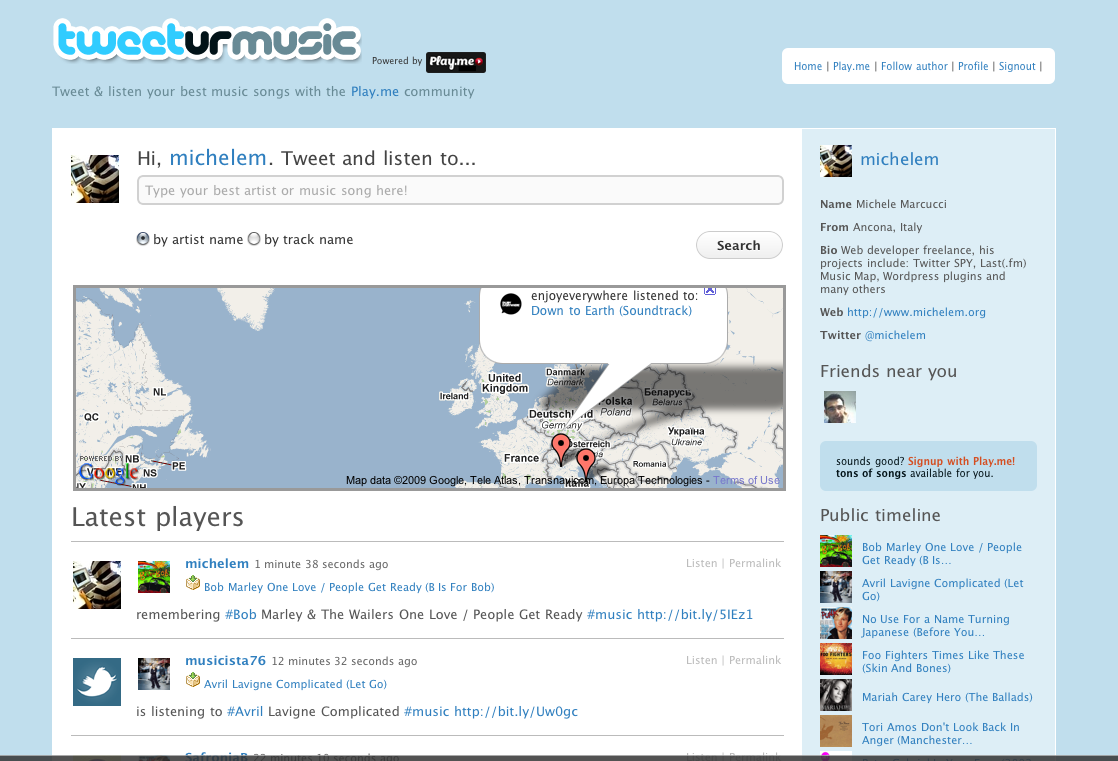 tweeturmusic
Powered by Play.me
Home | Play.me | Follow author | Profile | Signout |
Tweet & listen your best music songs with the Play.me community
Hi, michelem. Tweet and listen to...
Type your best artist or music song here!
by artist name by track name
Search
enjoyeverywhere listened to:
Down to Earth (Soundtrack)
United
Kingdom
Ireland
Danmark
Denmark
Polska
Poland
Беларусь
Belarus
Deutschland
Germany
Україна
Ukraine
Österreich
France
Romania
Italia
NL
QC
NB
PE
NS
NH
VT
POWERED BY
Google
Map data ©2009 Google, Tele Atlas, Transnavicom, Europa Technologies - Terms of Use
Latest players
michelem 1 minute 38 seconds ago
Listen | Permalink
Bob Marley One Love / People Get Ready (B Is For Bob)
remembering #Bob Marley & The Wailers One Love / People Get Ready #music http://bit.ly/5IEz1
musicista76 12 minutes 32 seconds ago
Listen | Permalink
Avril Lavigne Complicated (Let Go)
is listening to #Avril Lavigne Complicated #music http://bit.ly/Uw0gc
michelem
Name Michele Marcucci
From Ancona, Italy
Bio Web developer freelance, his
projects include: Twitter SPY, Last(.fm)
Music Map, Wordpress plugins and
many others
Web http://www.michelem.org
Twitter @michelem
Friends near you
sounds good? Signup with Play.me!
tons of songs available for you.
Public timeline
Bob Marley One Love / People
Get Ready (B Is...
Avril Lavigne Complicated (Let
Go)
No Use For a Name Turning
Japanese (Before You...
Foo Fighters Times Like These
(Skin And Bones)
Mariah Carey Hero (The Ballads)
Tori Amos Don't Look Back In
Anger (Manchester...